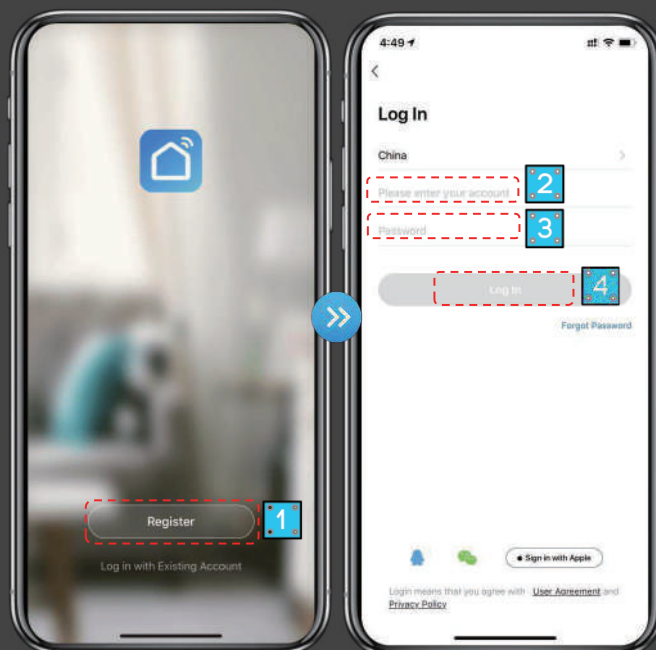 Register
1
Log in with Existing Account
4:49
Log In
China
Please enter your account
2
Password
3
Log In
4
Forgot Password
Sign in with Apple
Login means that you agree with User Agreement and
Privacy Policy